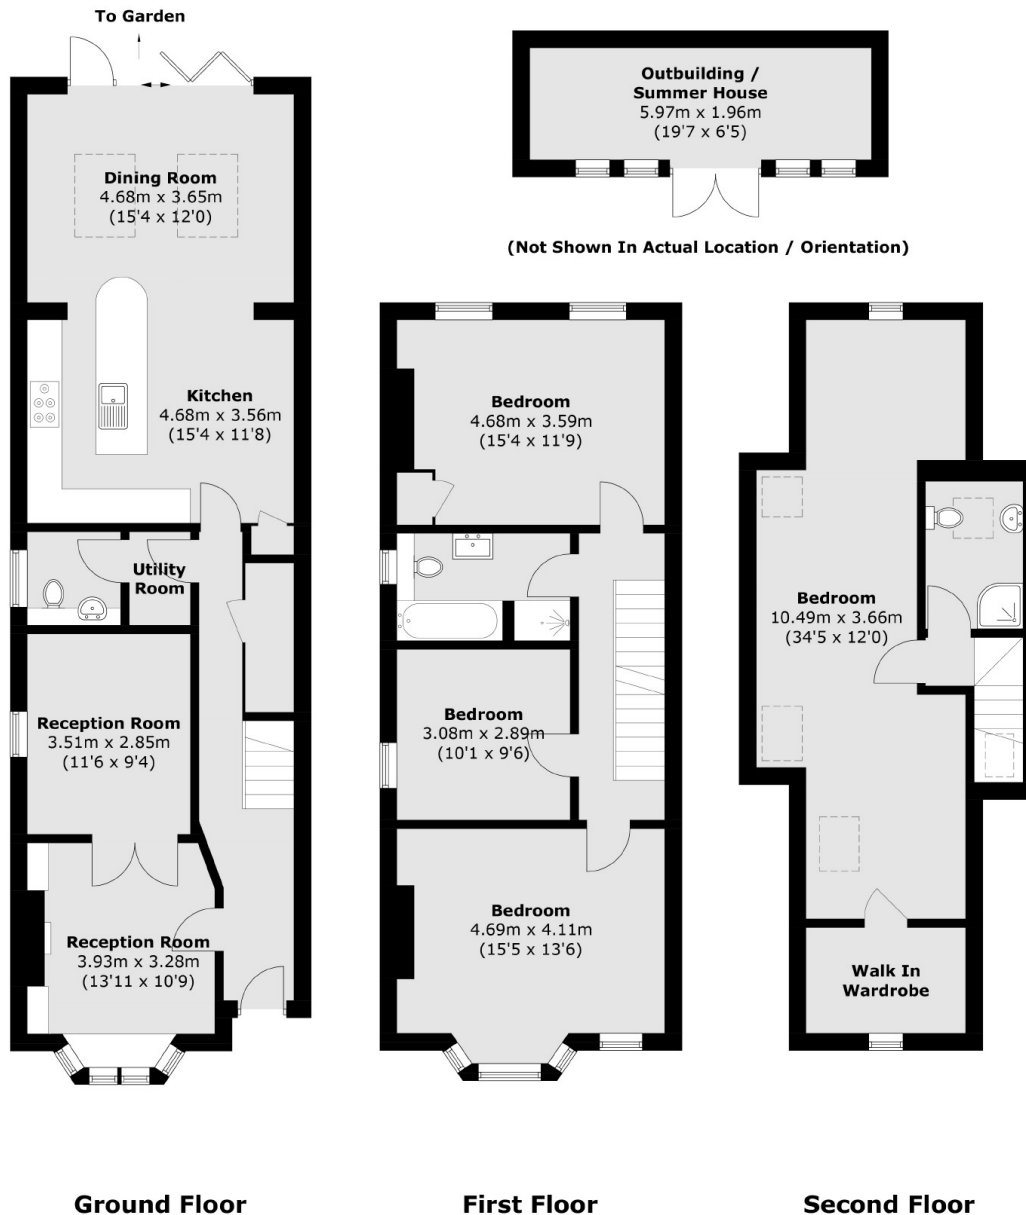 To Garden
Dining Room
4.68m x 3.65m
(15'4 x 12'0)
Kitchen
4.68m x 3.56m
(15'4 x 11'8)
Utility
Room
Reception Room
3.51m x 2.85m
(11'6 x 9'4)
Reception Room
3.93m x 3.28m
(13'11 x 10'9)
Ground Floor
Outbuilding /
Summer House
5.97m x 1.96m
(19'7 x 6'5)
(Not Shown In Actual Location / Orientation)
Bedroom
4.68m x 3.59m
(15'4 x 11'9)
Bedroom
3.08m x 2.89m
(10'1 x 9'6)
Bedroom
4.69m x 4.11m
(15'5 x 13'6)
First Floor
Bedroom
10.49m x 3.66m
(34'5 x 12'0)
Walk In
Wardrobe
Second Floor